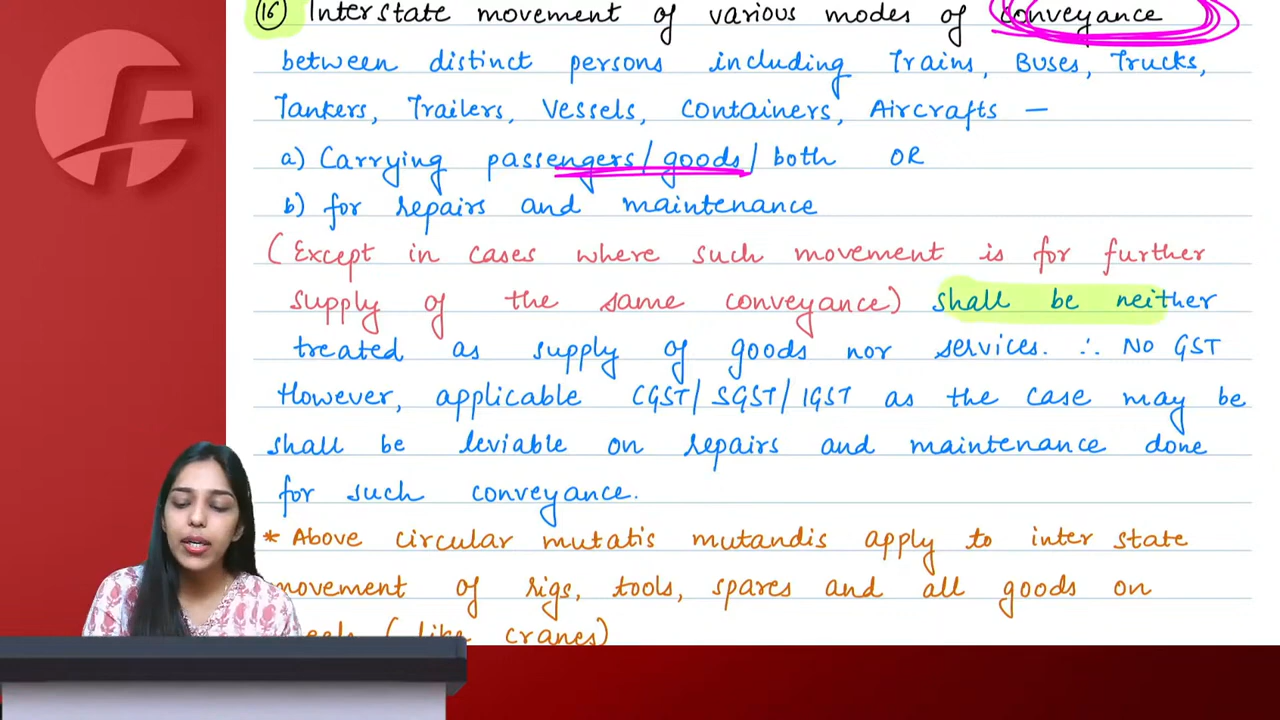 16 Interstate movement of various modes of conveyance
between distinct persons including Trains, Buses, Trucks,
Tankers, Trailers, Vessels, Containers, Aircrafts —
a) Carrying passengers/goods/both OR
b) for repairs and maintenance
(Except in cases where such movement is for further
supply of the same conveyance) shall be neither
treated as supply of goods nor services. ∴ NO GST
However, applicable CGST/SGST/IGST as the case may be
shall be leviable on repairs and maintenance done
for such conveyance.
* Above circular mutatis mutandis apply to inter state
movement of rigs, tools, spares and all goods on
(like cranes)